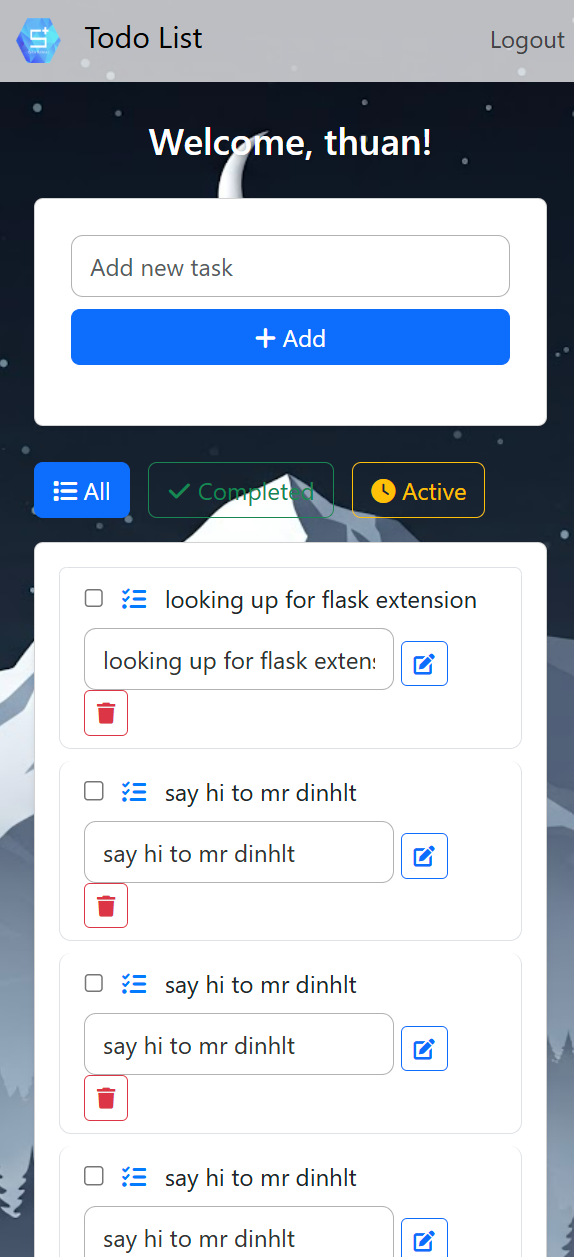 Todo List
Logout
Welcome, thuan!
Add new task
Add
All
Completed
Active
looking up for flask extension
looking up for flask extens
say hi to mr dinhlt
say hi to mr dinhlt
say hi to mr dinhlt
say hi to mr dinhlt
say hi to mr dinhlt
say hi to mr dinhlt